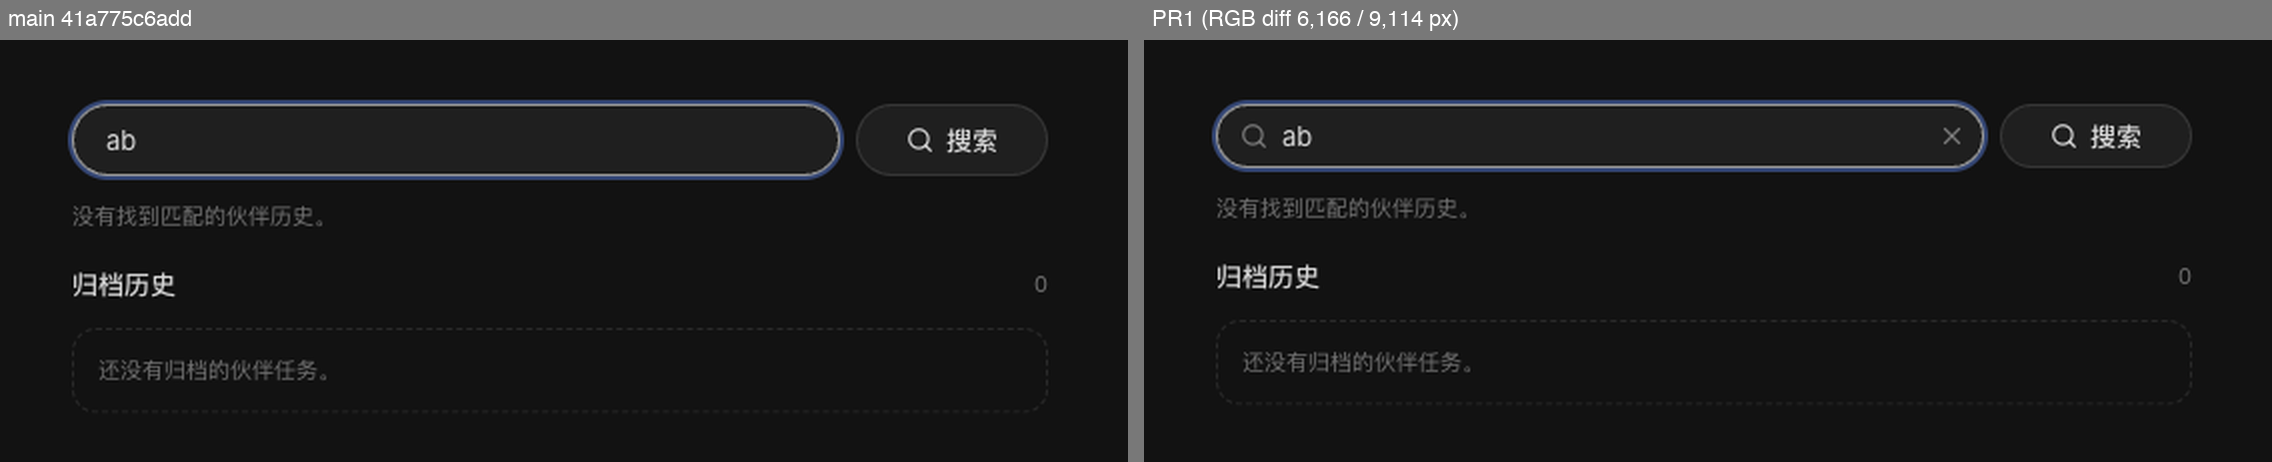 main 41a775c6add
ab
搜索
没有找到匹配的伙伴历史。
归档历史
0
还没有归档的伙伴任务。
PR1 (RGB diff 6,166 / 9,114 px)
ab
搜索
没有找到匹配的伙伴历史。
归档历史
0
还没有归档的伙伴任务。